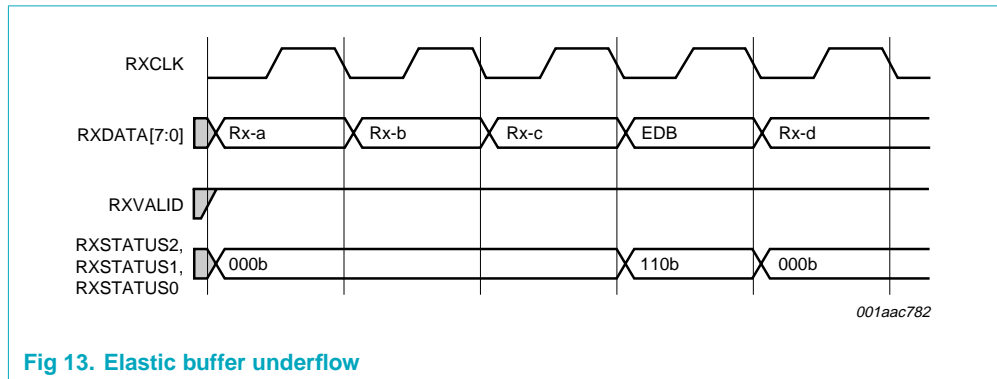 RXCLK
RXDATA[7:0] Rx-a Rx-b Rx-c EDB Rx-d
RXVALID
RXSTATUS2,
RXSTATUS1, 000b 110b 000b
RXSTATUS0
001aac782
Fig 13. Elastic buffer underflow